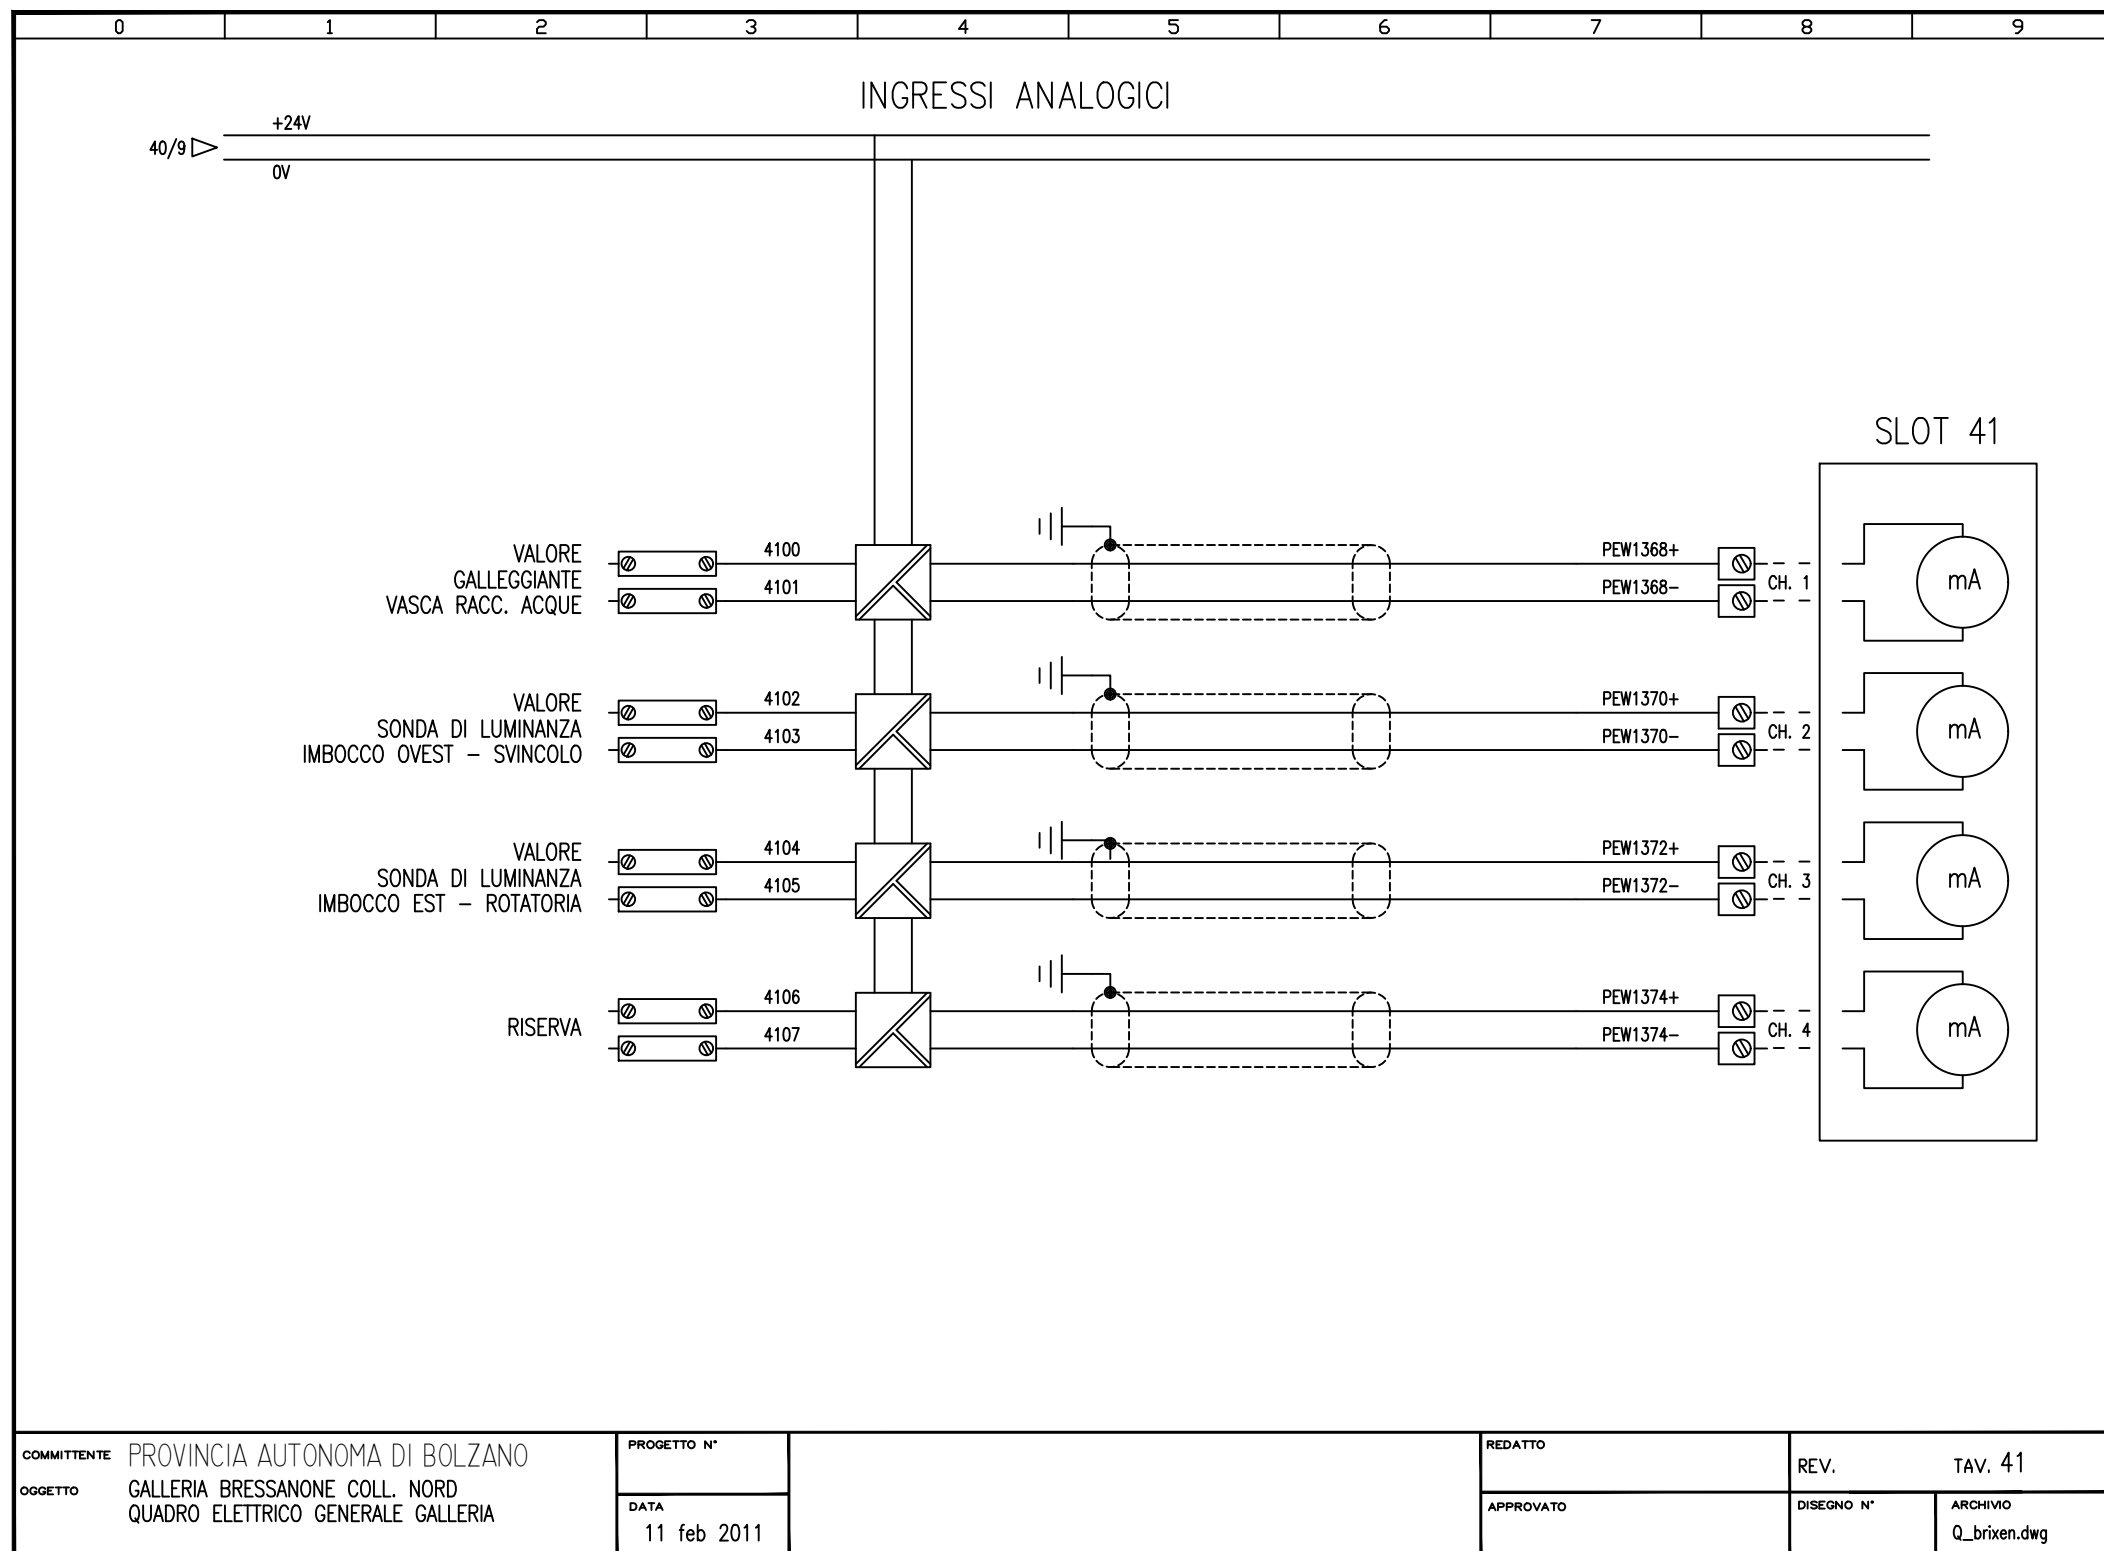 0 1 2 3 4 5 6 7 8 9
INGRESSI ANALOGICI
+24V
40/9
0V
SLOT 41
VALORE
GALLEGGIANTE
VASCA RACC. ACQUE
4100
4101
PEW1368+
PEW1368-
CH. 1
mA
VALORE
SONDA DI LUMINANZA
IMBOCCO OVEST - SVINCOLO
4102
4103
PEW1370+
PEW1370-
CH. 2
mA
VALORE
SONDA DI LUMINANZA
IMBOCCO EST - ROTATORIA
4104
4105
PEW1372+
PEW1372-
CH. 3
mA
RISERVA
4106
4107
PEW1374+
PEW1374-
CH. 4
mA
COMMITTENTE PROVINCIA AUTONOMA DI BOLZANO
OGGETTO GALLERIA BRESSANONE COLL. NORD
QUADRO ELETTRICO GENERALE GALLERIA
PROGETTO N°
DATA
11 feb 2011
REDATTO
APPROVATO
REV. TAV. 41
DISEGNO N°
ARCHIVIO
Q_brixen.dwg